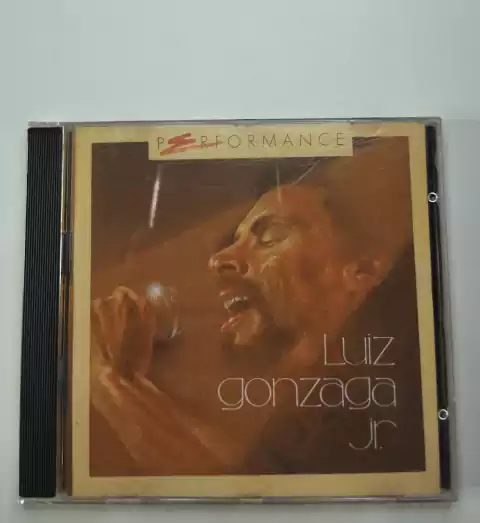 PERFORMANCE
Luiz
gonzaga
Jr.